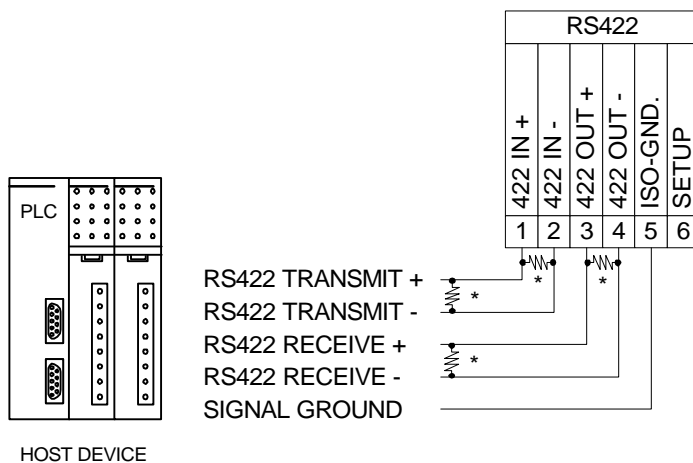 RS422
422 IN +
422 IN -
422 OUT +
422 OUT -
ISO-GND.
SETUP
1 2 3 4 5 6
PLC
RS422 TRANSMIT +
RS422 TRANSMIT -
RS422 RECEIVE +
RS422 RECEIVE -
SIGNAL GROUND
* *
*
*
HOST DEVICE